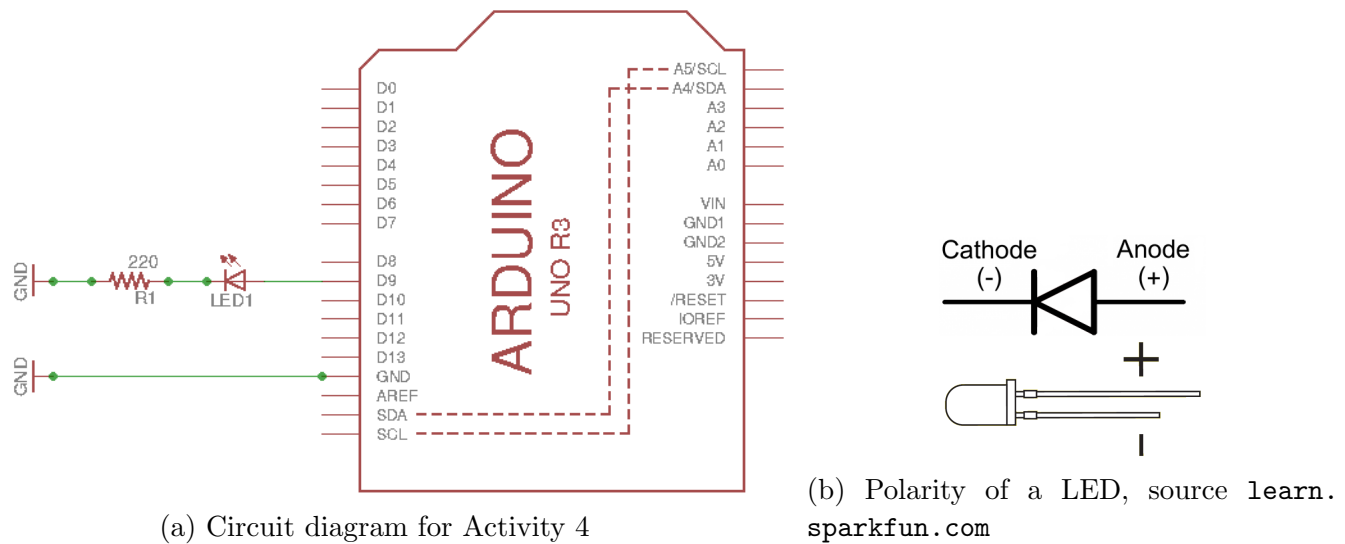 D0
D1
D2
D3
D4
D5
D6
D7
D8
D9
D10
D11
D12
D13
GND
AREF
SDA
SCL
ARDUINO
UNO R3
A5/SCL
A4/SDA
A3
A2
A1
A0
VIN
GND1
GND2
5V
3V
/RESET
IOREF
RESERVED
GND
220
R1
LED1
GND
(a) Circuit diagram for Activity 4
Cathode
(-)
Anode
(+)
+
-
(b) Polarity of a LED, source learn.
sparkfun.com